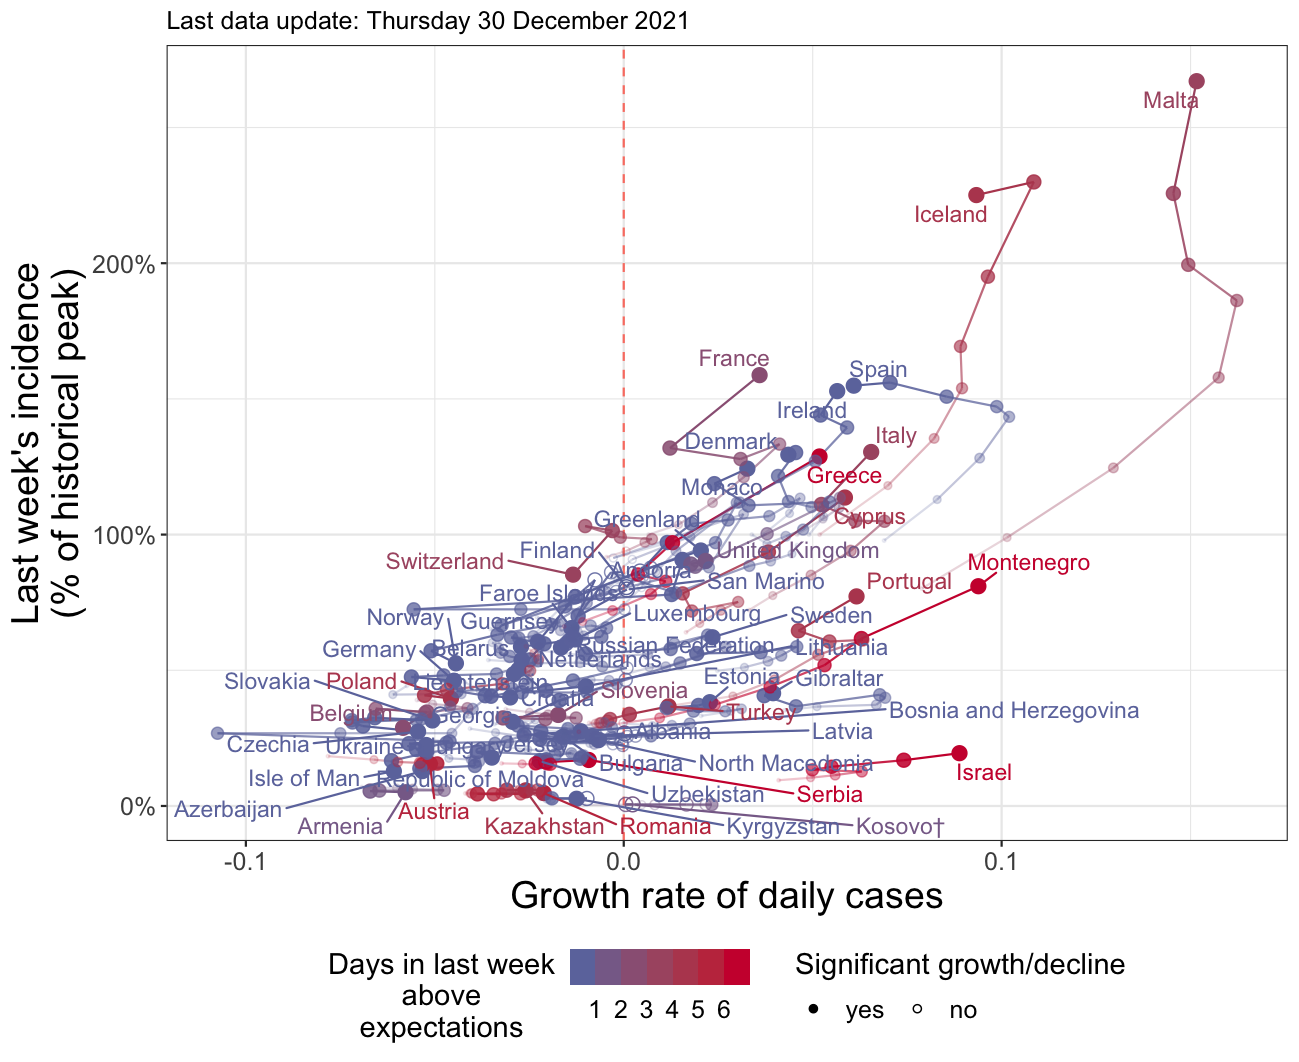 Last data update: Thursday 30 December 2021
Last week's incidence
(% of historical peak)
200%
100%
0%
Malta
Iceland
France
Spain
Ireland
Italy
Denmark
Greece
Monaco
Cyprus
Greenland
Finland
United Kingdom
Switzerland
Andorra
Montenegro
Faroe Islands
San Marino
Portugal
Norway
Guernsey
Luxembourg
Sweden
Germany
Belarus
Russian Federation
Lithuania
Netherlands
Slovakia
Poland
Liechtenstein
Estonia
Gibraltar
Croatia
Slovenia
Belgium
Georgia
Turkey
Bosnia and Herzegovina
Czechia
Ukraine
Hungary
Jersey
Albania
Latvia
Isle of Man
Republic of Moldova
Bulgaria
North Macedonia
Israel
Azerbaijan
Uzbekistan
Serbia
Armenia
Austria
Kazakhstan
Romania
Kyrgyzstan
Kosovo†
-0.1
0.0
0.1
Growth rate of daily cases
Days in last week
above
expectations
1 2 3 4 5 6
Significant growth/decline
yes
no